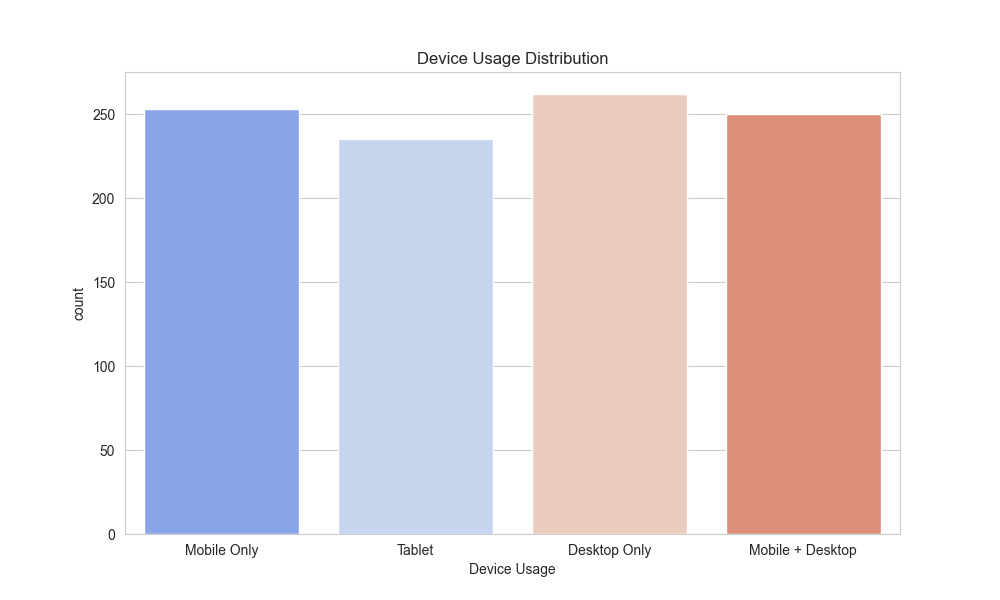 Device Usage Distribution
250
200
150
100
50
0
count
Mobile Only Tablet Desktop Only Mobile + Desktop
Device Usage